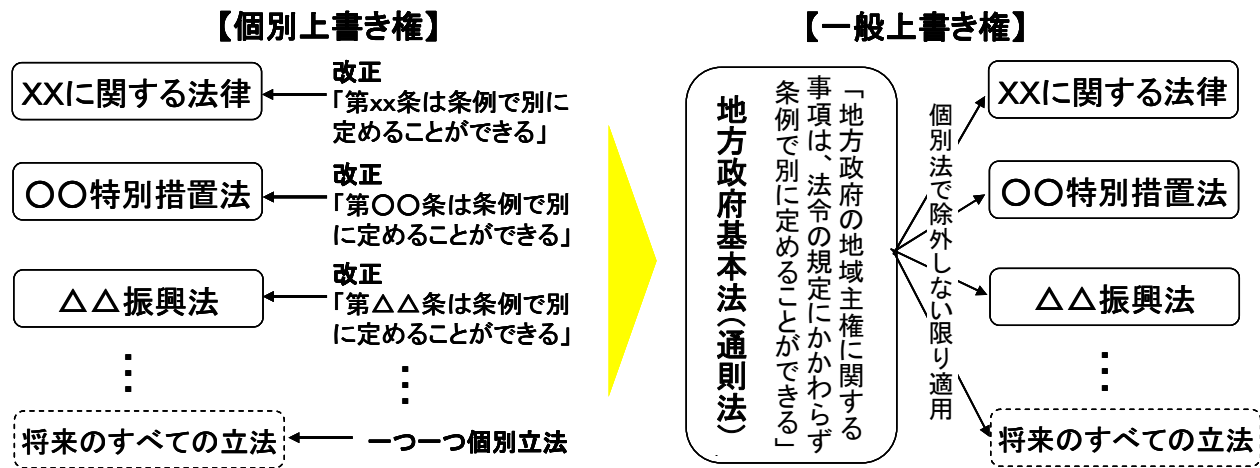 【個別上書き権】
XXに関する法律
改正
「第xx条は条例で別に
定めることができる」
〇〇特別措置法
改正
「第〇〇条は条例で別
に定めることができる」
△△振興法
改正
「第△△条は条例で別
に定めることができる」
⋮
⋮
将来のすべての立法
一つ一つ個別立法
【一般上書き権】
「地方政府の地域主権に関する
事項は、法令の規定にかかわらず
条例で別に定めることができる」
地方政府基本法（通則法）
個別法で除外しない限り適用
XXに関する法律
〇〇特別措置法
△△振興法
⋮
将来のすべての立法